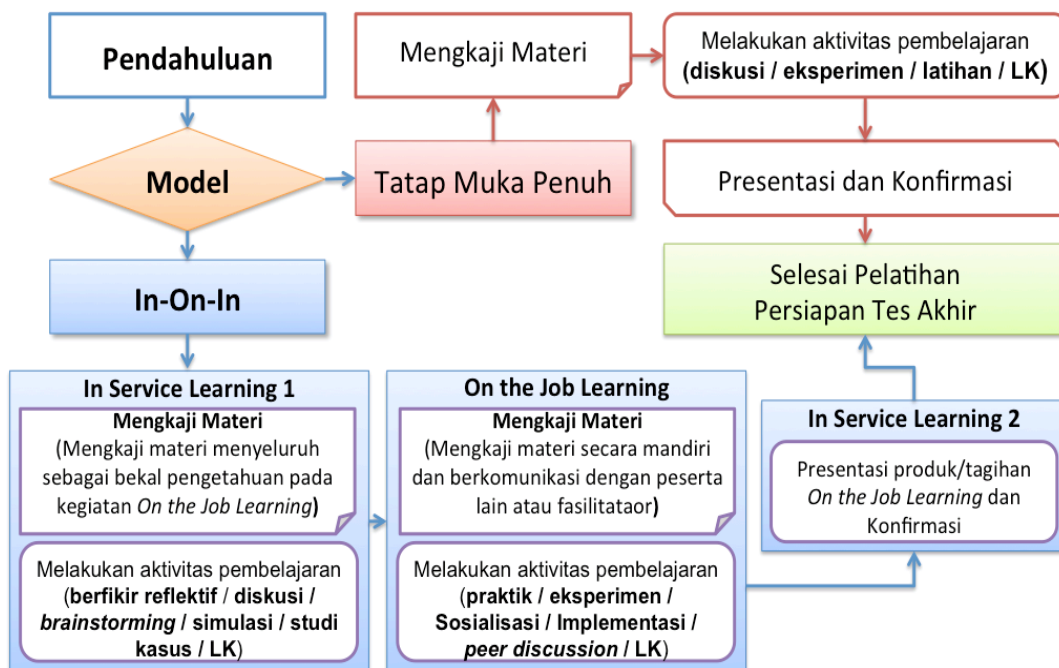 Pendahuluan
Model
Tatap Muka Penuh
Mengkaji Materi
Melakukan aktivitas pembelajaran
(diskusi / eksperimen / latihan / LK)
Presentasi dan Konfirmasi
Selesai Pelatihan
Persiapan Tes Akhir
In-On-In
In Service Learning 1
Mengkaji Materi
(Mengkaji materi menyeluruh
sebagai bekal pengetahuan pada
kegiatan On the Job Learning)
Melakukan aktivitas pembelajaran
(berfikir reflektif / diskusi /
brainstorming / simulasi / studi
kasus / LK)
On the Job Learning
Mengkaji Materi
(Mengkaji materi secara mandiri
dan berkomunikasi dengan peserta
lain atau fasilitataor)
Melakukan aktivitas pembelajaran
(praktik / eksperimen /
Sosialisasi / Implementasi /
peer discussion / LK)
In Service Learning 2
Presentasi produk/tagihan
On the Job Learning dan
Konfirmasi